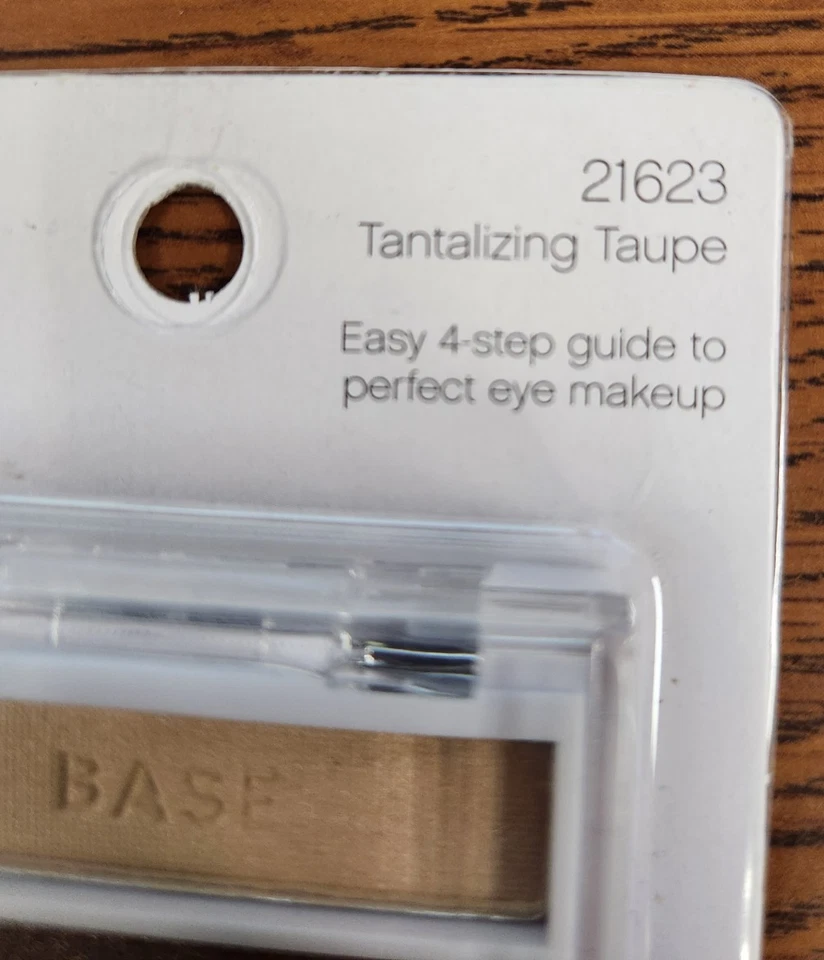 21623
Tantalizing Taupe
Easy 4-step guide to
perfect eye makeup
BASE